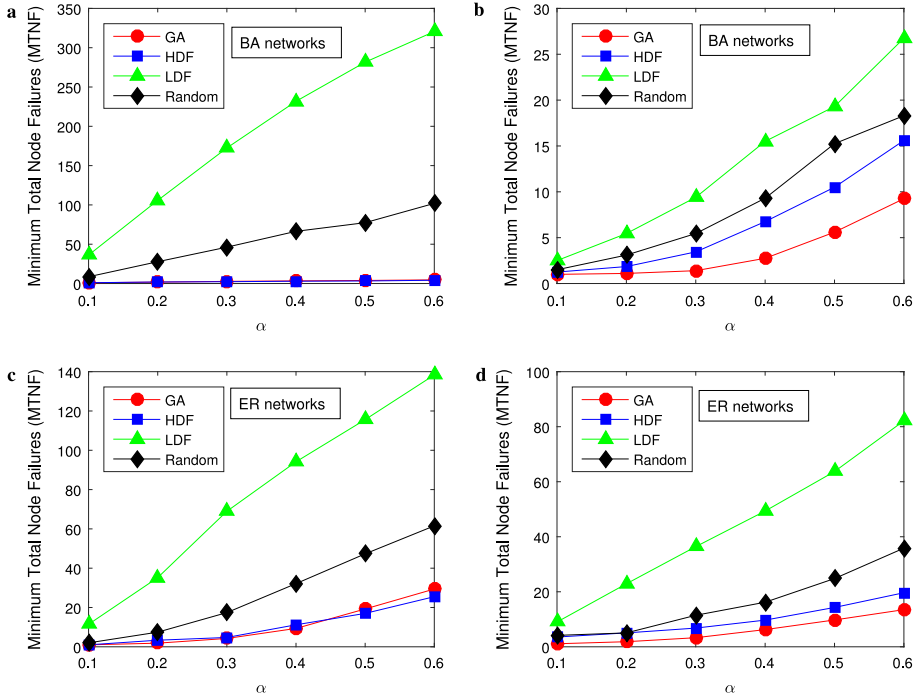 a
Minimum Total Node Failures (MTNF)
350
300
250
200
150
100
50
0
GA
HDF
LDF
Random
BA networks
0.1 0.2 0.3 0.4 0.5 0.6
α
b
Minimum Total Node Failures (MTNF)
30
25
20
15
10
5
0
GA
HDF
LDF
Random
BA networks
0.1 0.2 0.3 0.4 0.5 0.6
α
c
Minimum Total Node Failures (MTNF)
140
120
100
80
60
40
20
0
GA
HDF
LDF
Random
ER networks
0.1 0.2 0.3 0.4 0.5 0.6
α
d
Minimum Total Node Failures (MTNF)
100
80
60
40
20
0
GA
HDF
LDF
Random
ER networks
0.1 0.2 0.3 0.4 0.5 0.6
α